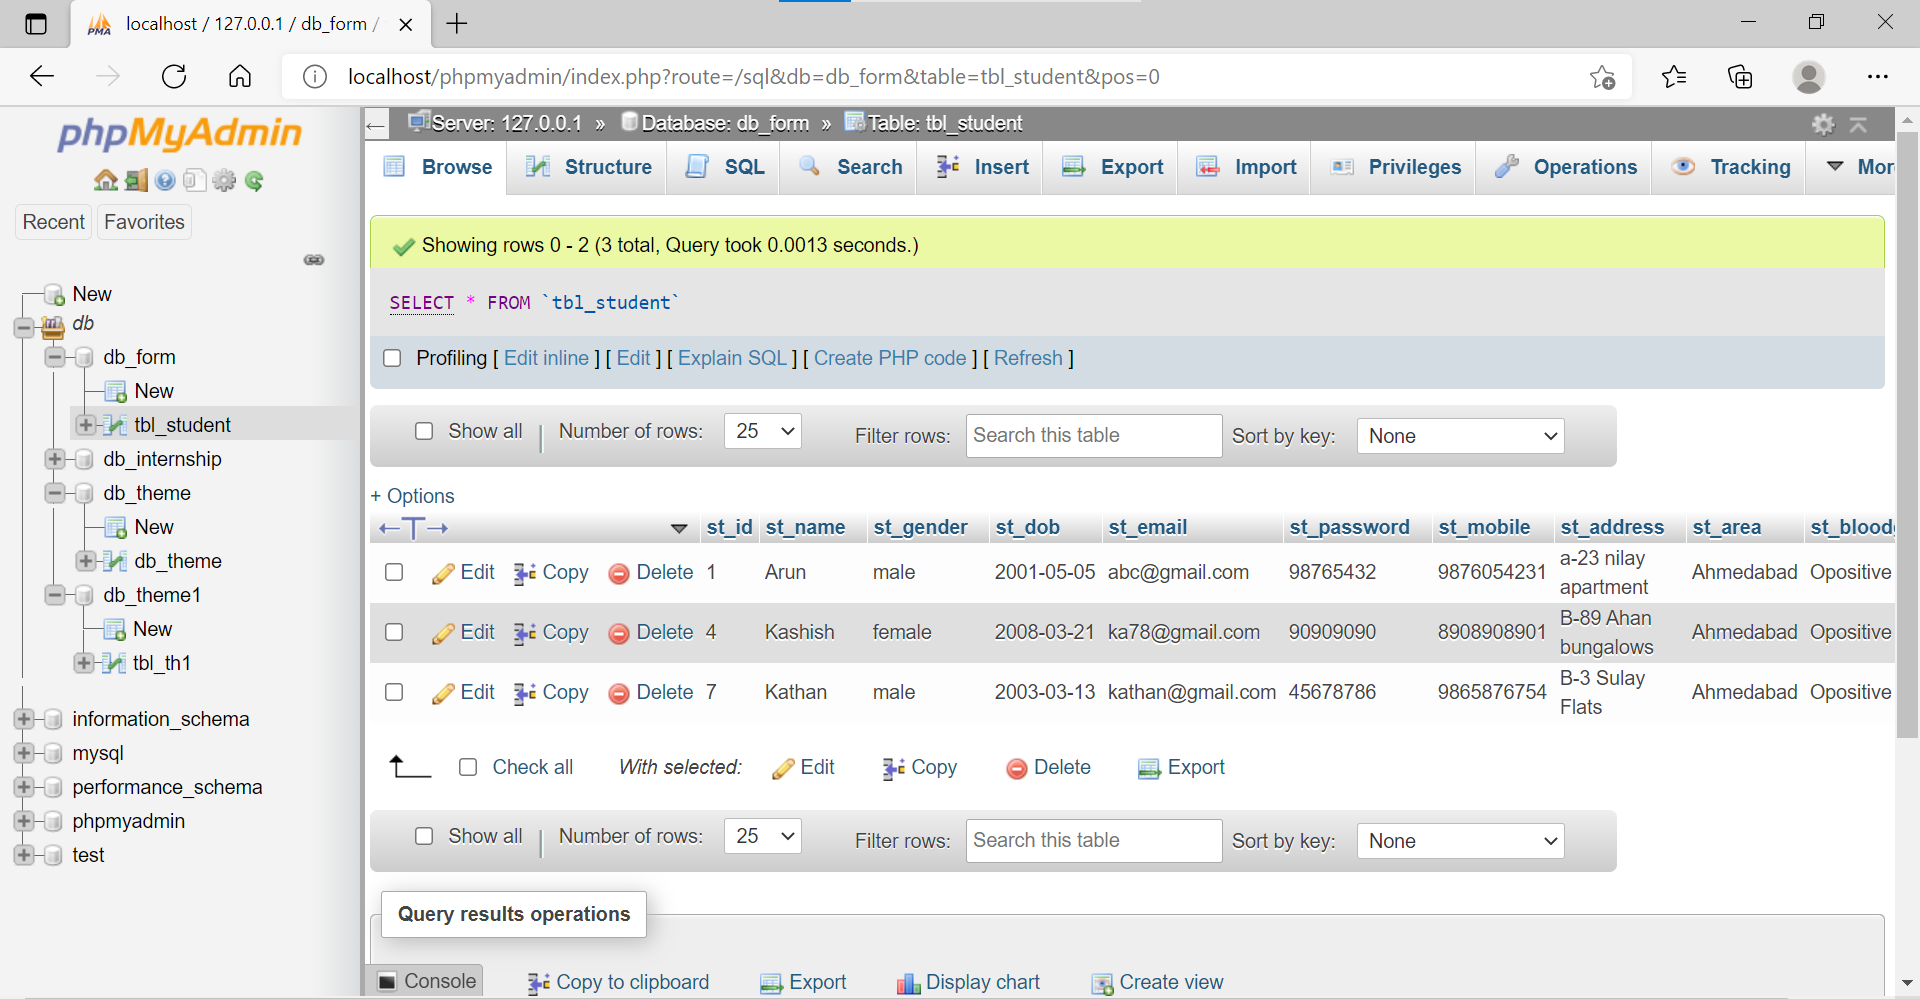 localhost / 127.0.0.1 / db_form /
localhost/phpmyadmin/index.php?route=/sql&db=db_form&table=tbl_student&pos=0
phpMyAdmin
Recent Favorites
New
db
db_form
New
tbl_student
db_internship
db_theme
New
db_theme
db_theme1
New
tbl_th1
information_schema
mysql
performance_schema
phpmyadmin
test
Server: 127.0.0.1 » Database: db_form » Table: tbl_student
Browse Structure SQL Search Insert Export Import Privileges Operations Tracking Mor
Showing rows 0 - 2 (3 total, Query took 0.0013 seconds.)
SELECT * FROM `tbl_student`
Profiling [ Edit inline ] [ Edit ] [ Explain SQL ] [ Create PHP code ] [ Refresh ]
Show all Number of rows: 25 Filter rows: Search this table Sort by key: None
+ Options
st_id st_name st_gender st_dob st_email st_password st_mobile st_address st_area st_blood
Edit Copy Delete 1 Arun male 2001-05-05 abc@gmail.com 98765432 9876054231 a-23 nilay apartment Ahmedabad Opositive
Edit Copy Delete 4 Kashish female 2008-03-21 ka78@gmail.com 90909090 8908908901 B-89 Ahan bungalows Ahmedabad Opositive
Edit Copy Delete 7 Kathan male 2003-03-13 kathan@gmail.com 45678786 9865876754 B-3 Sulay Flats Ahmedabad Opositive
Check all With selected: Edit Copy Delete Export
Show all Number of rows: 25 Filter rows: Search this table Sort by key: None
Query results operations
Console Copy to clipboard Export Display chart Create view